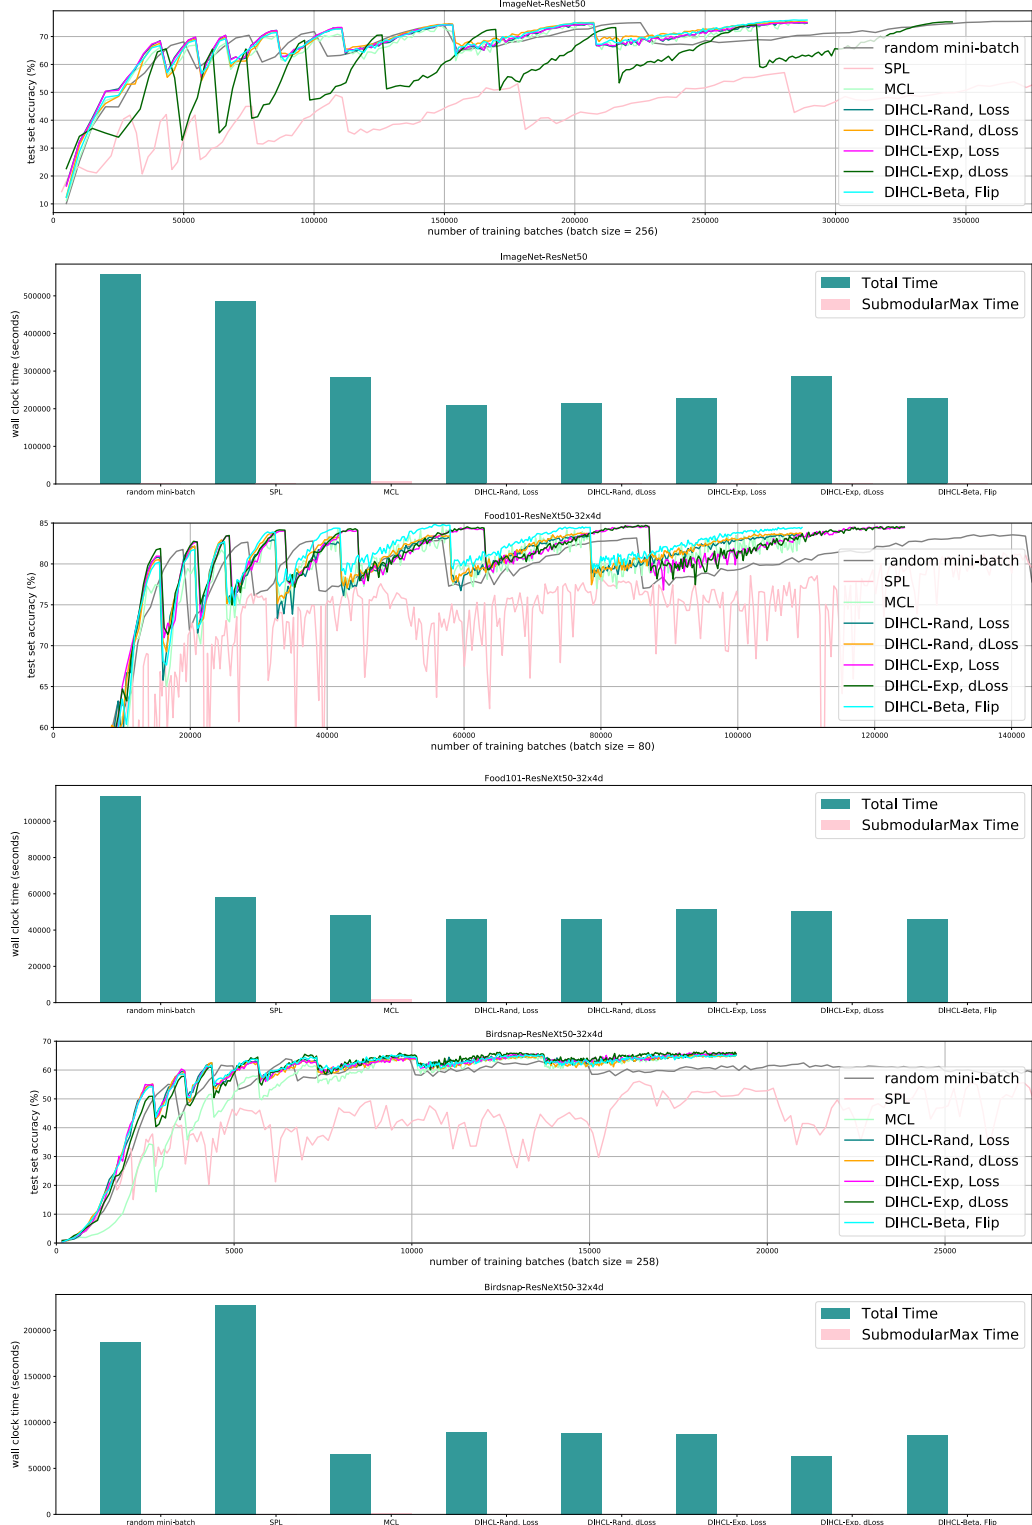 ImageNet-ResNet50
test set accuracy (%)
70
60
50
40
30
20
10
random mini-batch
SPL
MCL
DIHCL-Rand, Loss
DIHCL-Rand, dLoss
DIHCL-Exp, Loss
DIHCL-Exp, dLoss
DIHCL-Beta, Flip
0 50000 100000 150000 200000 250000 300000 350000
number of training batches (batch size = 256)
ImageNet-ResNet50
wall clock time (seconds)
500000
400000
300000
200000
100000
0
Total Time
SubmodularMax Time
random mini-batch SPL MCL DIHCL-Rand, Loss DIHCL-Rand, dLoss DIHCL-Exp, Loss DIHCL-Exp, dLoss DIHCL-Beta, Flip
Food101-ResNeXt50-32x4d
test set accuracy (%)
85
80
75
70
65
60
random mini-batch
SPL
MCL
DIHCL-Rand, Loss
DIHCL-Rand, dLoss
DIHCL-Exp, Loss
DIHCL-Exp, dLoss
DIHCL-Beta, Flip
0 20000 40000 60000 80000 100000 120000 140000
number of training batches (batch size = 80)
Food101-ResNeXt50-32x4d
wall clock time (seconds)
100000
80000
60000
40000
20000
0
Total Time
SubmodularMax Time
random mini-batch SPL MCL DIHCL-Rand, Loss DIHCL-Rand, dLoss DIHCL-Exp, Loss DIHCL-Exp, dLoss DIHCL-Beta, Flip
Birdsnap-ResNeXt50-32x4d
test set accuracy (%)
70
60
50
40
30
20
10
0
random mini-batch
SPL
MCL
DIHCL-Rand, Loss
DIHCL-Rand, dLoss
DIHCL-Exp, Loss
DIHCL-Exp, dLoss
DIHCL-Beta, Flip
0 5000 10000 15000 20000 25000
number of training batches (batch size = 258)
Birdsnap-ResNeXt50-32x4d
wall clock time (seconds)
200000
150000
100000
50000
0
Total Time
SubmodularMax Time
random mini-batch SPL MCL DIHCL-Rand, Loss DIHCL-Rand, dLoss DIHCL-Exp, Loss DIHCL-Exp, dLoss DIHCL-Beta, Flip